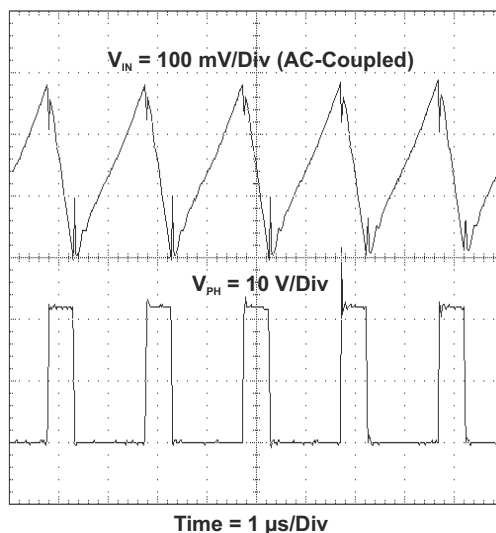 V_IN = 100 mV/Div (AC-Coupled)
V_PH = 10 V/Div
Time = 1 µs/Div